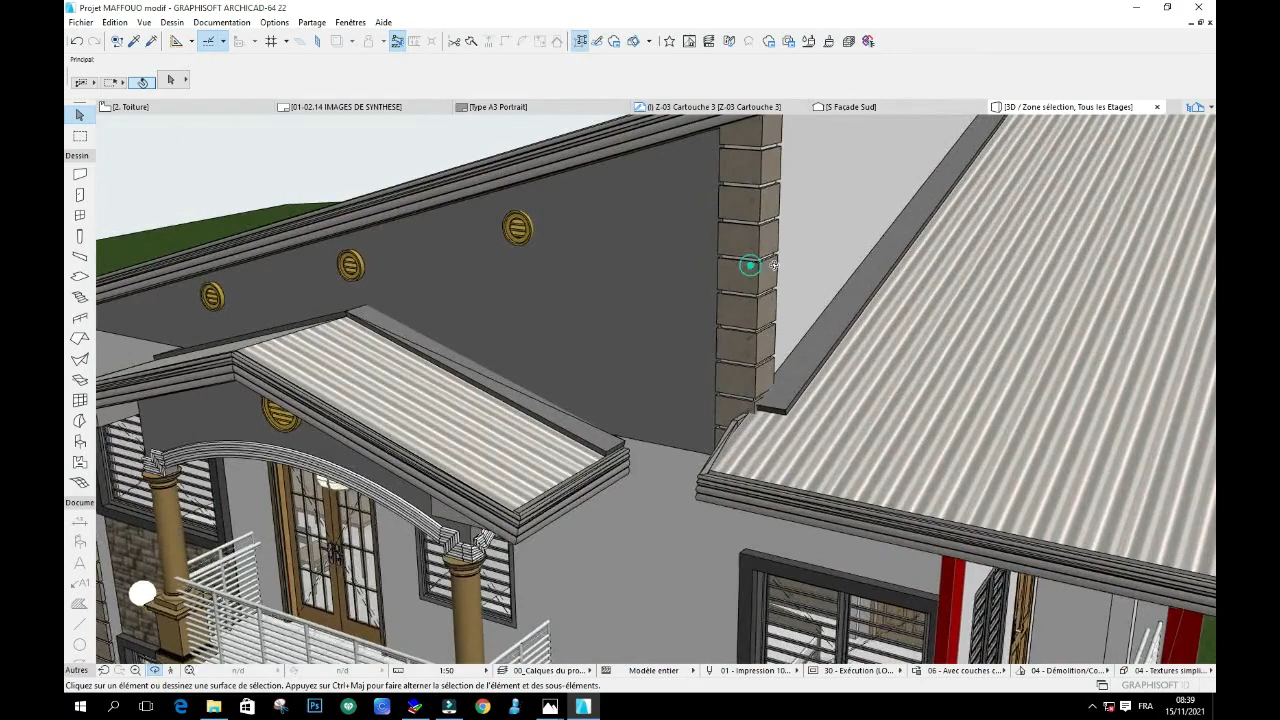 Projet MAFFOUO modif - GRAPHISOFT ARCHICAD-64 22
Fichier Édition Vue Dessin Documentation Options Partage Fenêtres Aide
Principal:
[2. Toiture] [01-02.14 IMAGES DE SYNTHESE] [Type A3 Portrait] (!) Z-03 Cartouche 3 [Z-03 Cartouche 3] [S Façade Sud] [3D / Zone sélection, Tous les Etages]
Dessin
Docume
A1
Autres n/d n/d 1:50 00_Calques du pro... Modèle entier 01 - Impression 10... 30 - Exécution (LO... 06 - Avec couches c... 04 - Démolition/Co... 04 - Textures simpli...
Cliquez sur un élément ou dessinez une surface de sélection. Appuyez sur Ctrl+Maj pour faire alterner la sélection de l'élément et des sous-éléments.
GRAPHISOFT ID
FRA
08:39
15/11/2021